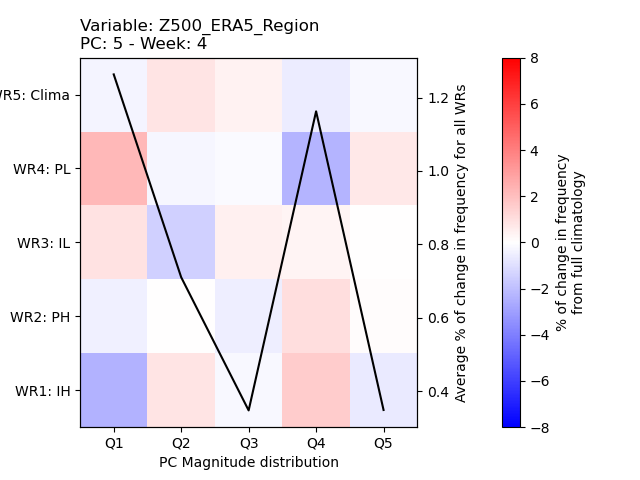 Variable: Z500_ERA5_Region
PC: 5 - Week: 4
WR5: Clima
WR4: PL
WR3: IL
WR2: PH
WR1: IH
Q1 Q2 Q3 Q4 Q5
PC Magnitude distribution
1.2
1.0
0.8
0.6
0.4
Average % of change in frequency for all WRs
8
6
4
2
0
−2
−4
−6
−8
% of change in frequency
from full climatology